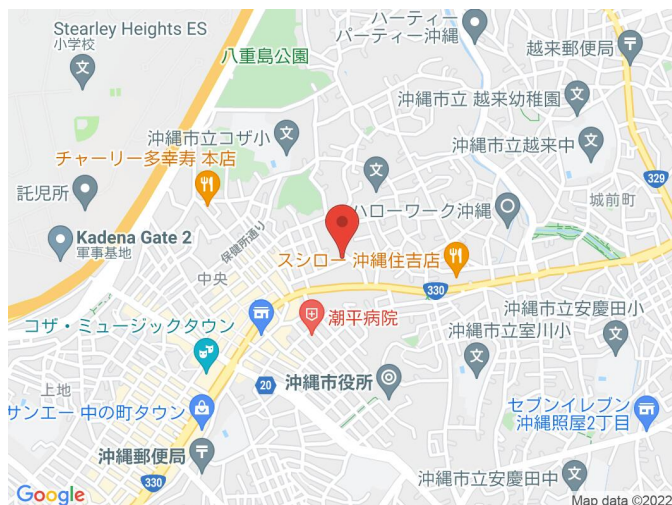 Stearley Heights ES
小学校
八重島公園
ハーティー
パーティー沖縄
越来郵便局
沖縄市立 越来幼稚園
沖縄市立コザ小
沖縄市立越来中
チャーリー多幸寿 本店
託児所
保健所通り
ハローワーク沖縄
城前町
329
Kadena Gate 2
軍事基地
中央
スシロー 沖縄住吉店
330
コザ・ミュージックタウン
潮平病院
沖縄市立安慶田小
沖縄市立室川小
上地
20
沖縄市役所
サンエー 中の町タウン
セブンイレブン
沖縄照屋2丁目
沖縄郵便局
沖縄市立安慶田中
330
Google
Map data ©2022